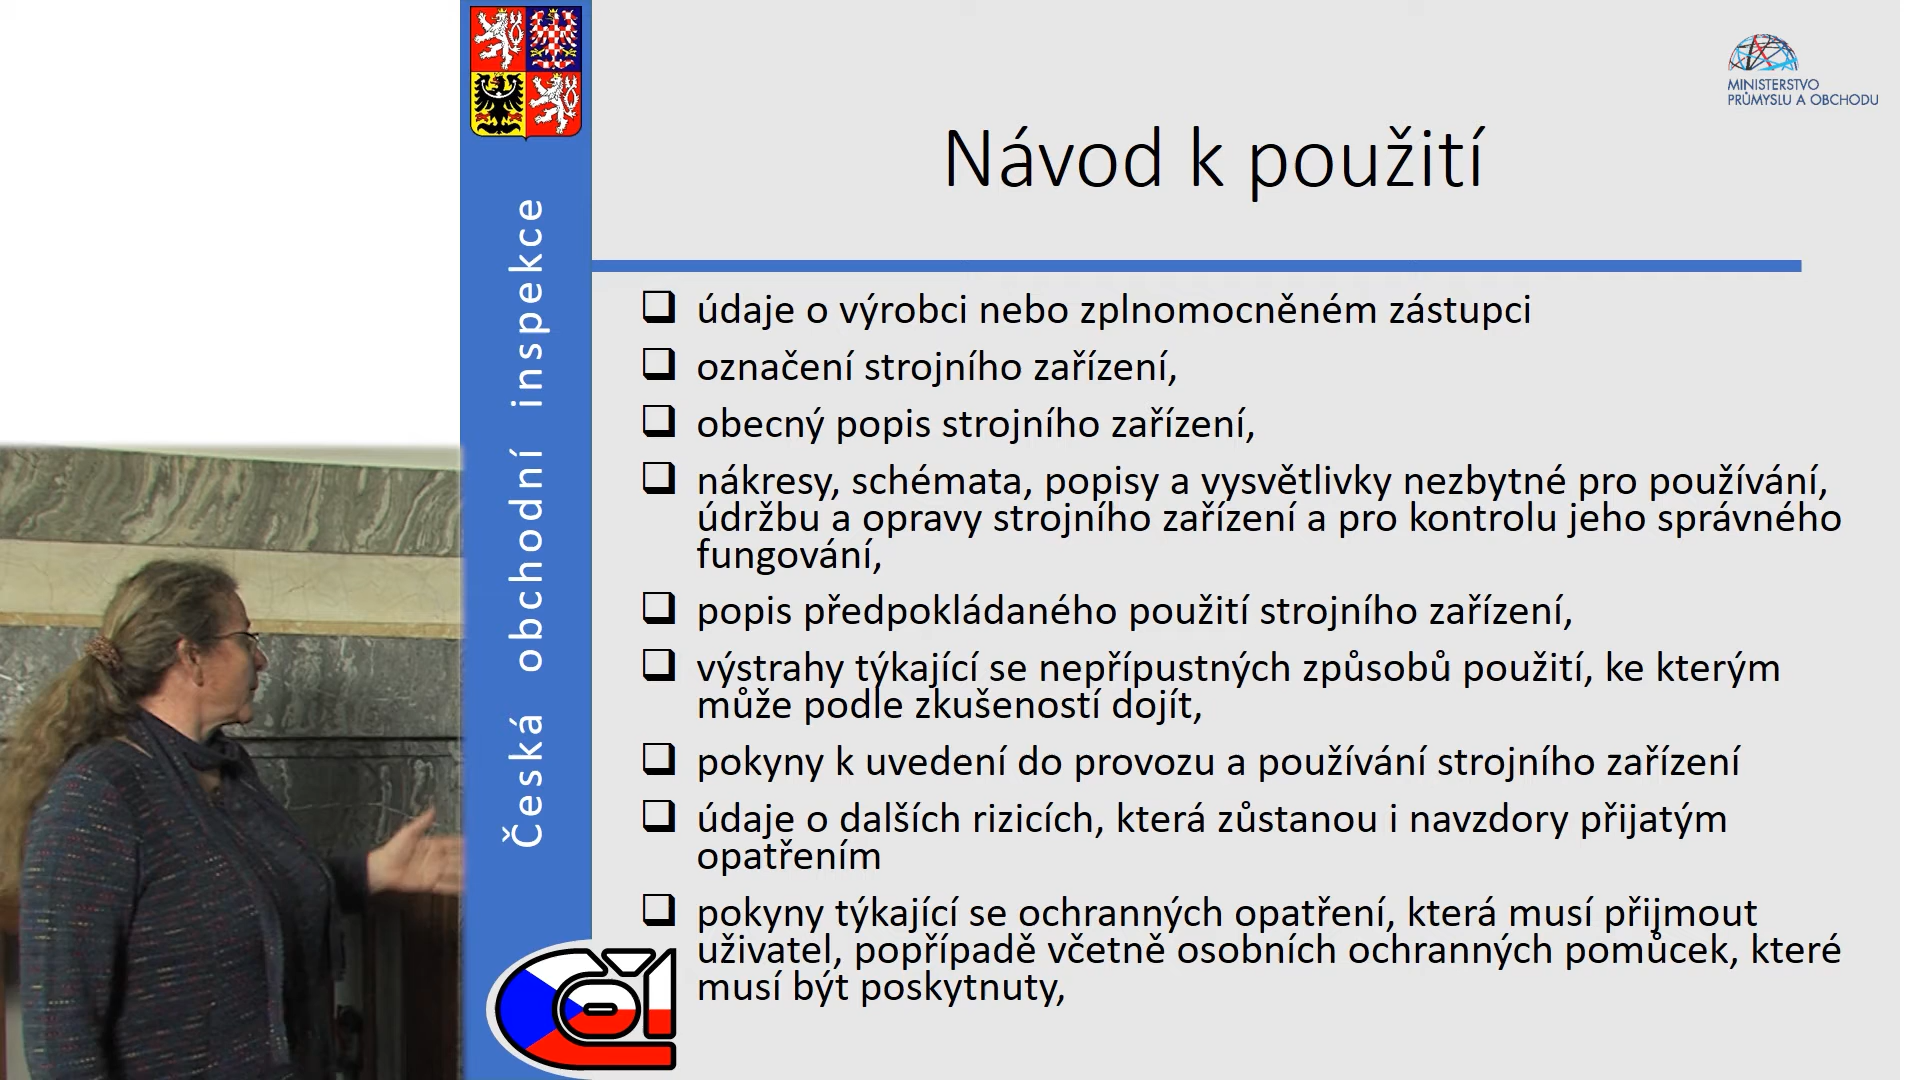 MINISTERSTVO
PRŮMYSLU A OBCHODU
Návod k použití
Česká obchodní inspekce
údaje o výrobci nebo zplnomocněném zástupci
označení strojního zařízení,
obecný popis strojního zařízení,
nákresy, schémata, popisy a vysvětlivky nezbytné pro používání,
údržbu a opravy strojního zařízení a pro kontrolu jeho správného
fungování,
popis předpokládaného použití strojního zařízení,
výstrahy týkající se nepřípustných způsobů použití, ke kterým
může podle zkušeností dojít,
pokyny k uvedení do provozu a používání strojního zařízení
údaje o dalších rizicích, která zůstanou i navzdory přijatým
opatřením
pokyny týkající se ochranných opatření, která musí přijmout
uživatel, popřípadě včetně osobních ochranných pomůcek, které
musí být poskytnuty,
ČOI